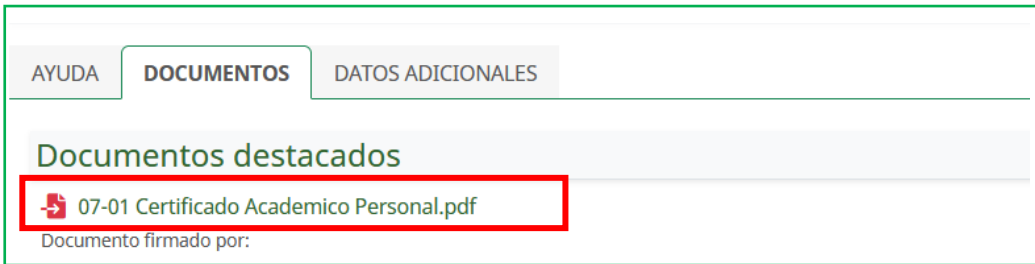 AYUDA DOCUMENTOS DATOS ADICIONALES
Documentos destacados
07-01 Certificado Academico Personal.pdf
Documento firmado por: